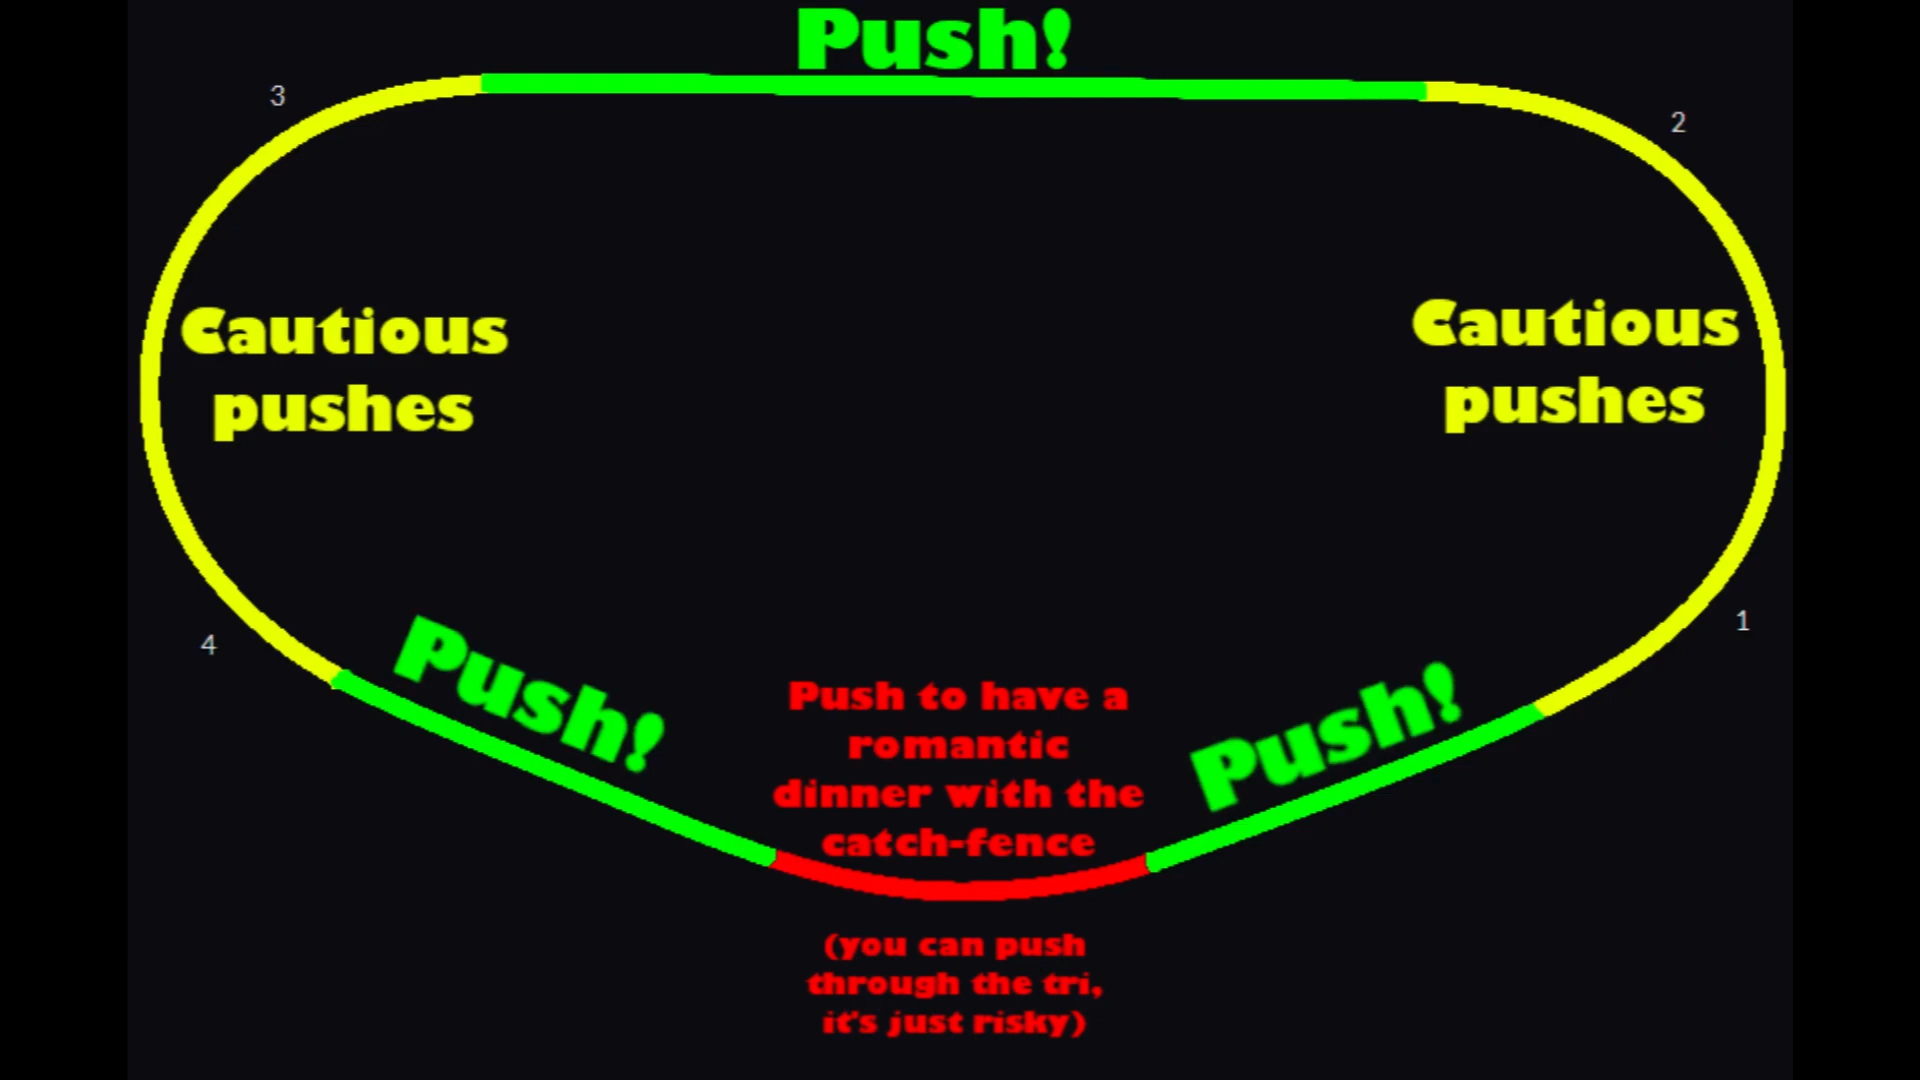 Push!
3
2
Cautious
pushes
Cautious
pushes
4
1
Push!
Push to have a
romantic
dinner with the
catch-fence
Push!
(you can push
through the tri,
it's just risky)